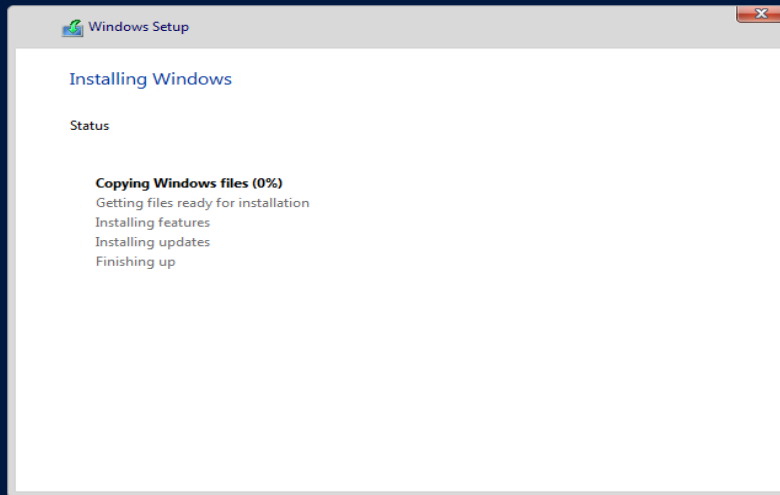 Windows Setup
Installing Windows
Status
Copying Windows files (0%)
Getting files ready for installation
Installing features
Installing updates
Finishing up